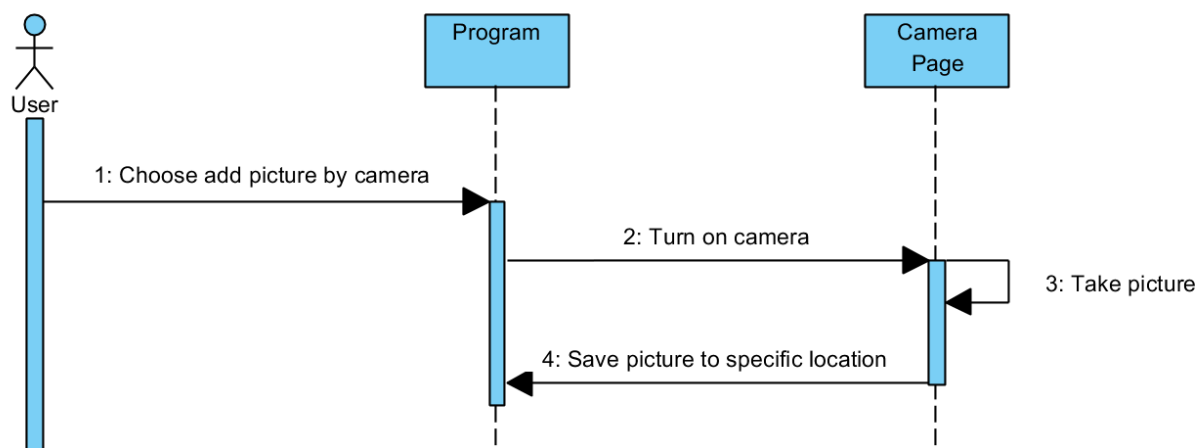 Program
Camera
Page
User
1: Choose add picture by camera
2: Turn on camera
3: Take picture
4: Save picture to specific location